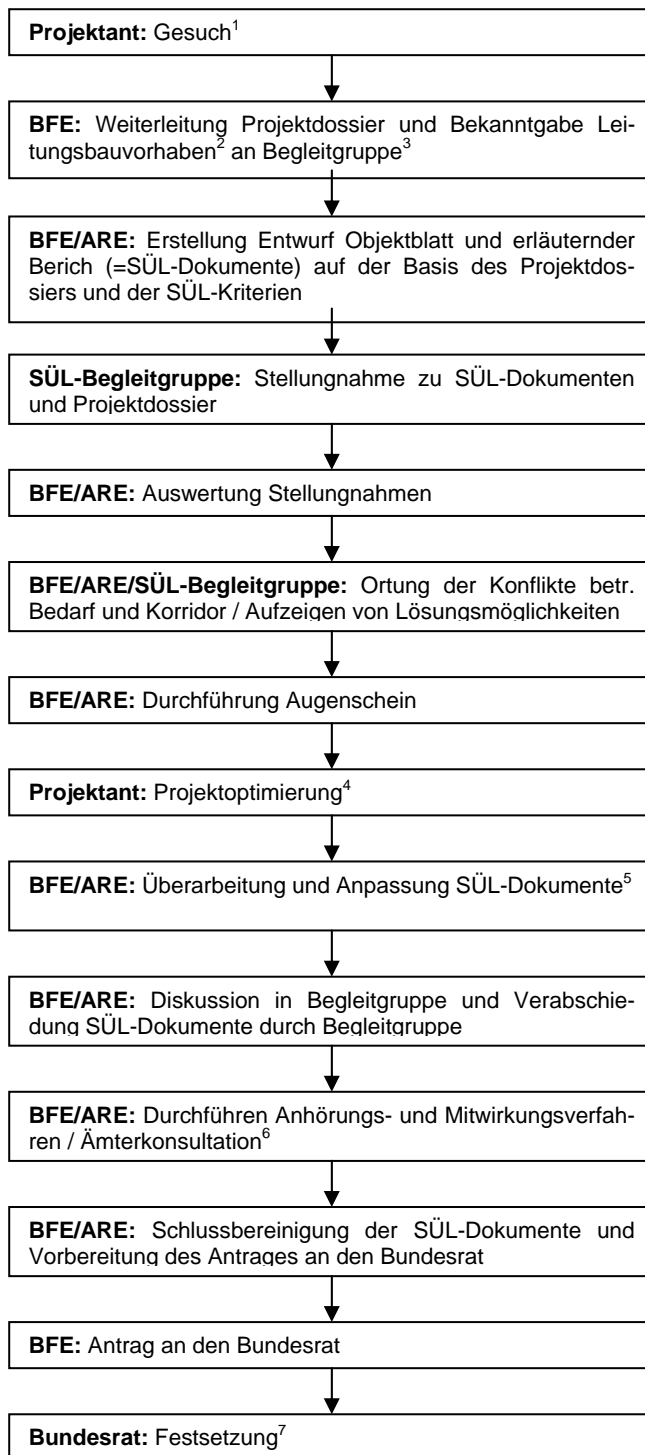 Projektant: Gesuch¹
BFE: Weiterleitung Projektdossier und Bekanntgabe Lei-
tungsbauvorhaben² an Begleitgruppe³
BFE/ARE: Erstellung Entwurf Objektblatt und erläuternder
Berich (=SÜL-Dokumente) auf der Basis des Projektdos-
siers und der SÜL-Kriterien
SÜL-Begleitgruppe: Stellungnahme zu SÜL-Dokumenten
und Projektdossier
BFE/ARE: Auswertung Stellungnahmen
BFE/ARE/SÜL-Begleitgruppe: Ortung der Konflikte betr.
Bedarf und Korridor / Aufzeigen von Lösungsmöglichkeiten
BFE/ARE: Durchführung Augenschein
Projektant: Projektoptimierung⁴
BFE/ARE: Überarbeitung und Anpassung SÜL-Dokumente⁵
BFE/ARE: Diskussion in Begleitgruppe und Verabschie-
dung SÜL-Dokumente durch Begleitgruppe
BFE/ARE: Durchführen Anhörungs- und Mitwirkungsverfah-
ren / Ämterkonsultation⁶
BFE/ARE: Schlussbereinigung der SÜL-Dokumente und
Vorbereitung des Antrages an den Bundesrat
BFE: Antrag an den Bundesrat
Bundesrat: Festsetzung⁷